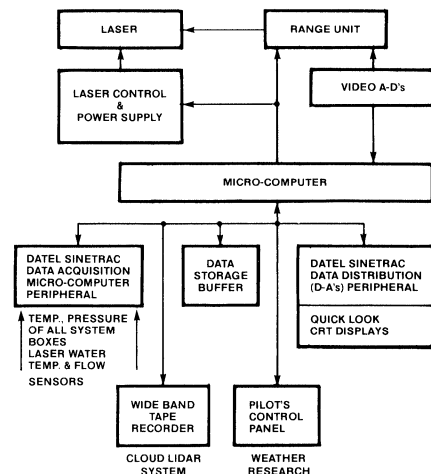 LASER
RANGE UNIT
LASER CONTROL
&
POWER SUPPLY
VIDEO A-D's
MICRO-COMPUTER
DATEL SINETRAC
DATA ACQUISITION
MICRO-COMPUTER
PERIPHERAL
DATA
STORAGE
BUFFER
DATEL SINETRAC
DATA DISTRIBUTION
(D-A's) PERIPHERAL
QUICK LOOK
CRT DISPLAYS
TEMP., PRESSURE
OF ALL SYSTEM
BOXES
LASER WATER
TEMP. & FLOW
SENSORS
WIDE BAND
TAPE
RECORDER
PILOT'S
CONTROL
PANEL
CLOUD LIDAR
SYSTEM
WEATHER
RESEARCH